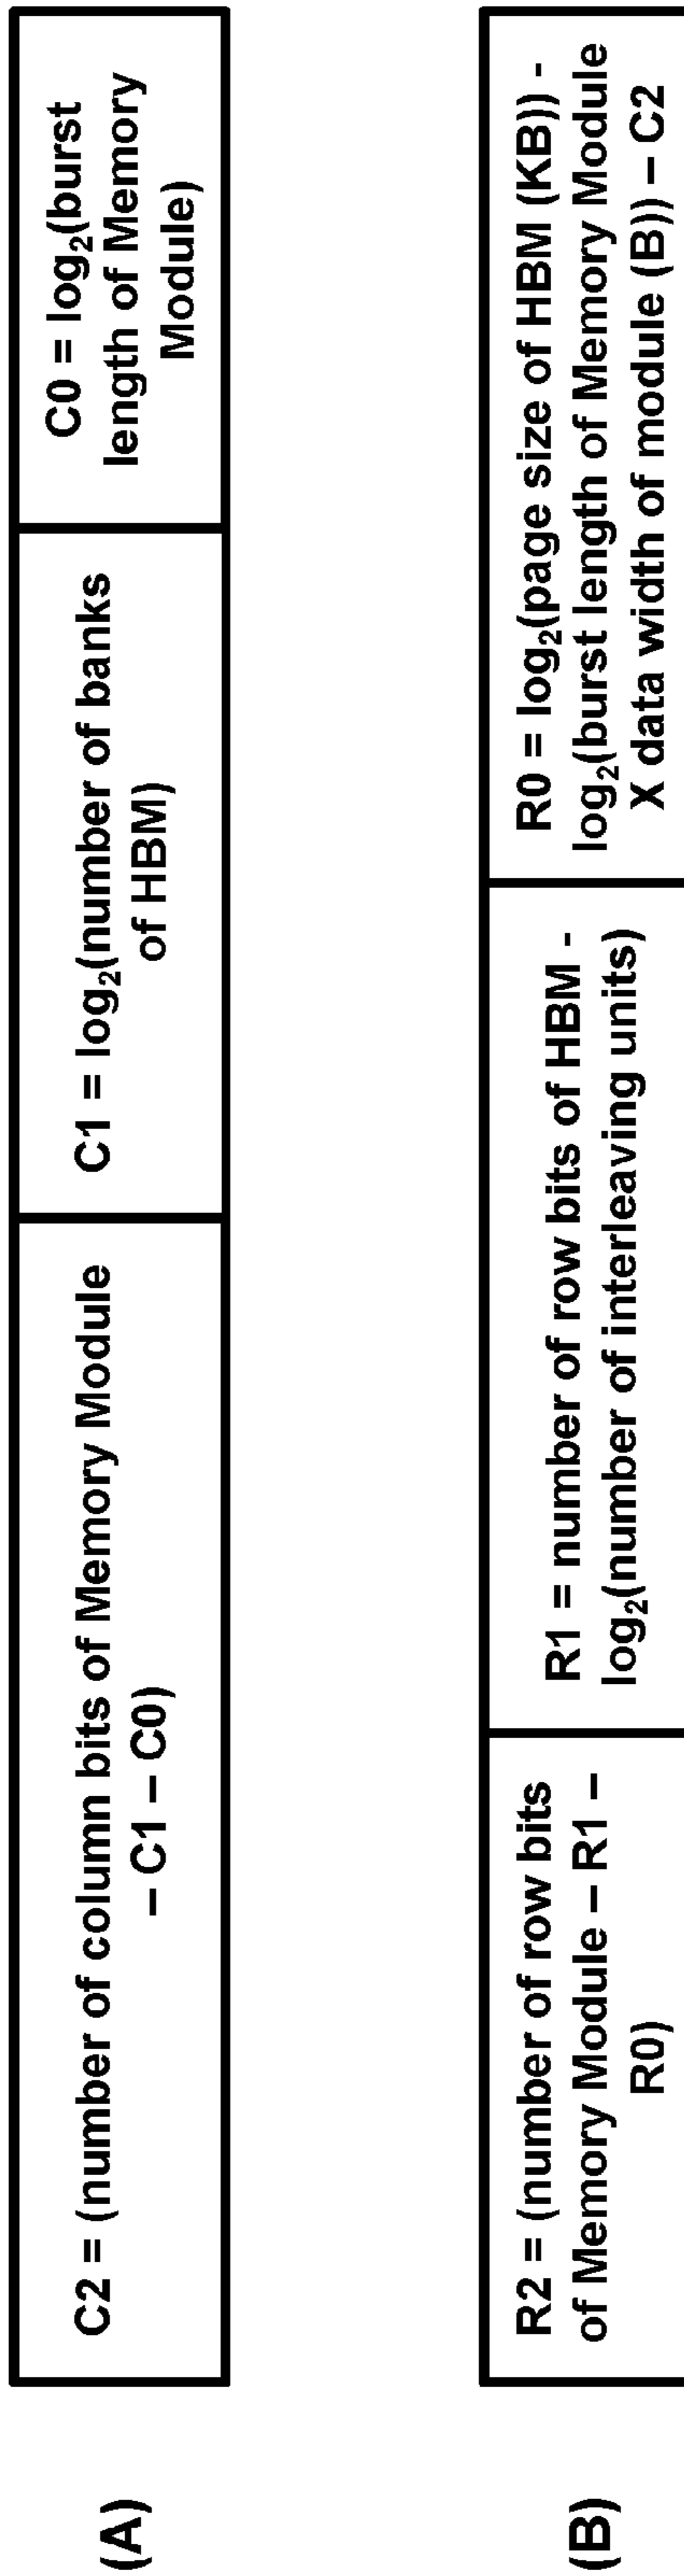 (A)
C2 = (number of column bits of Memory Module
– C1 – C0)
C1 = log₂(number of banks
of HBM)
C0 = log₂(burst
length of Memory
Module)
(B)
R2 = (number of row bits
of Memory Module – R1 –
R0)
R1 = number of row bits of HBM -
log₂(number of interleaving units)
R0 = log₂(page size of HBM (KB))) -
log₂(burst length of Memory Module
X data width of module (B)) – C2